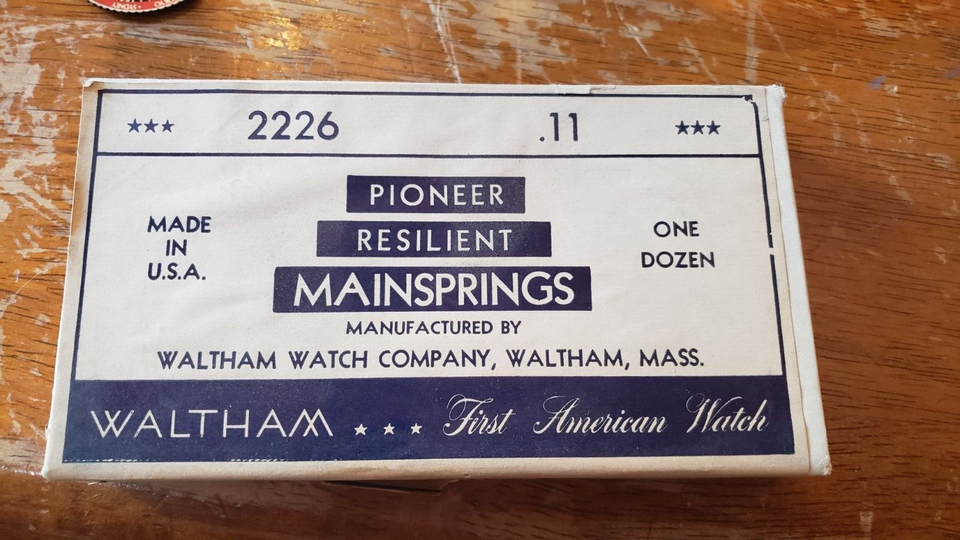 *** 2226 .11 ***
PIONEER
RESILIENT
MAINSPRINGS
MADE
IN
U.S.A.
ONE
DOZEN
MANUFACTURED BY
WALTHAM WATCH COMPANY, WALTHAM, MASS.
WALTHAM *** First American Watch